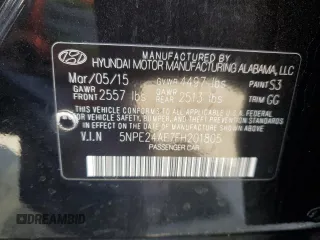 MANUFACTURED BY
HYUNDAI MOTOR MANUFACTURING ALABAMA, LLC
Mar/05/15 GVWR 4497 lbs PAINT S3
GAWR FRONT 2557 lbs GAWR REAR 2513 lbs TRIM GG
THIS VEHICLE CONFORMS TO ALL APPLICABLE U.S. FEDERAL
MOTOR VEHICLE SAFETY, BUMPER, AND THEFT
PREVENTION STANDARDS IN EFFECT ON THE DATE OF
MANUFACTURE SHOWN ABOVE.
V.I.N 5NPE24AF7FH201805
PASSENGER CAR
AUTOBIDMASTER